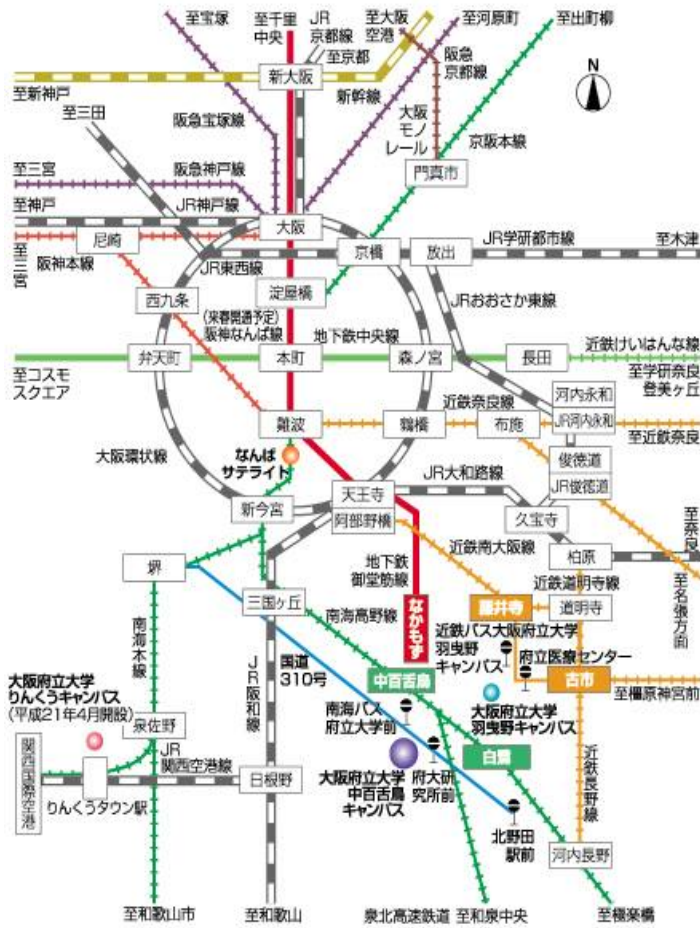 至宝塚
至千里
中央
JR
京都線
至京都
至大阪
空港
至河原町
至出町柳
阪急
京都線
N
新大阪
至新神戸
新幹線
至三田
阪急宝塚線
大阪
モノ
レール
京阪本線
門真市
至三宮
阪急神戸線
至神戸
JR神戸線
大阪
尼崎
京橋
放出
JR学研都市線
至木津
至三宮
阪神本線
JR東西線
淀屋橋
西九条
(来春開通予定)
阪神なんば線
JRおおさか東線
地下鉄中央線
近鉄けいはんな線
弁天町
本町
森ノ宮
長田
至コスモ
スクエア
至学研奈良
登美ヶ丘
河内永和
JR河内永和
近鉄奈良線
難波
鶴橋
布施
至近鉄奈良
なんば
サテライト
大阪環状線
俊徳道
JR俊徳道
JR大和路線
天王寺
阿部野橋
新今宮
久宝寺
至奈良
柏原
近鉄南大阪線
地下鉄
御堂筋線
堺
近鉄道明寺線
至名張方面
三国ヶ丘
南海高野線
なかもず
藤井寺
道明寺
南海本線
近鉄バス大阪府立大学
羽曳野
キャンパス
府立医療センター
国道
310号
中百舌鳥
古市
至橿原神宮前
JR阪和線
大阪府立大学
りんくうキャンパス
(平成21年4月開設)
南海バス
府立大学前
大阪府立大学
羽曳野キャンパス
泉佐野
白鷺
近鉄長野線
関西国際空港
JR
関西空港線
りんくうタウン駅
日根野
大阪府立大学
中百舌鳥
キャンパス
府大研
究所前
北野田
駅前
河内長野
至和歌山市
至和歌山
泉北高速鉄道
至和泉中央
至極楽橋